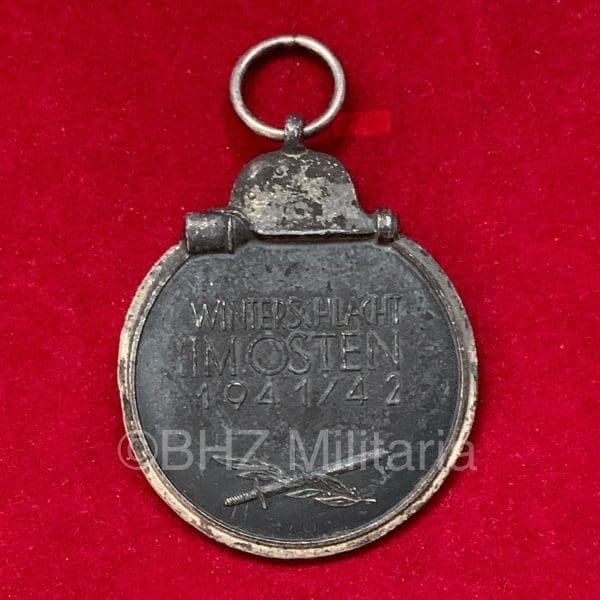 WINTERSCHLACHT
IM OSTEN
1941/42
©BHZ Militaria